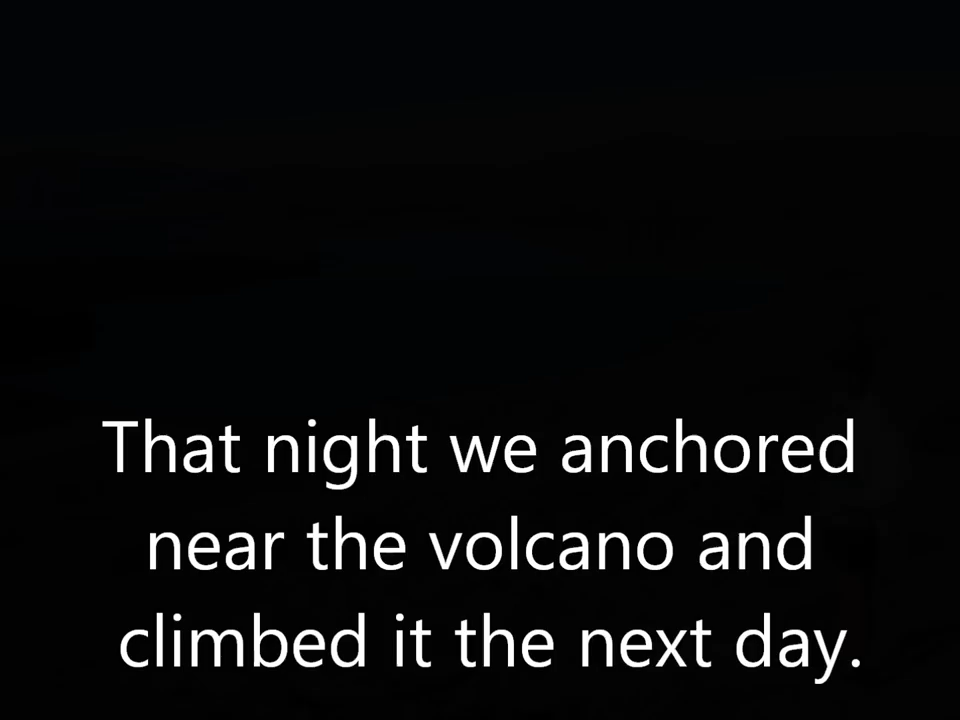 That night we anchored
near the volcano and
climbed it the next day.